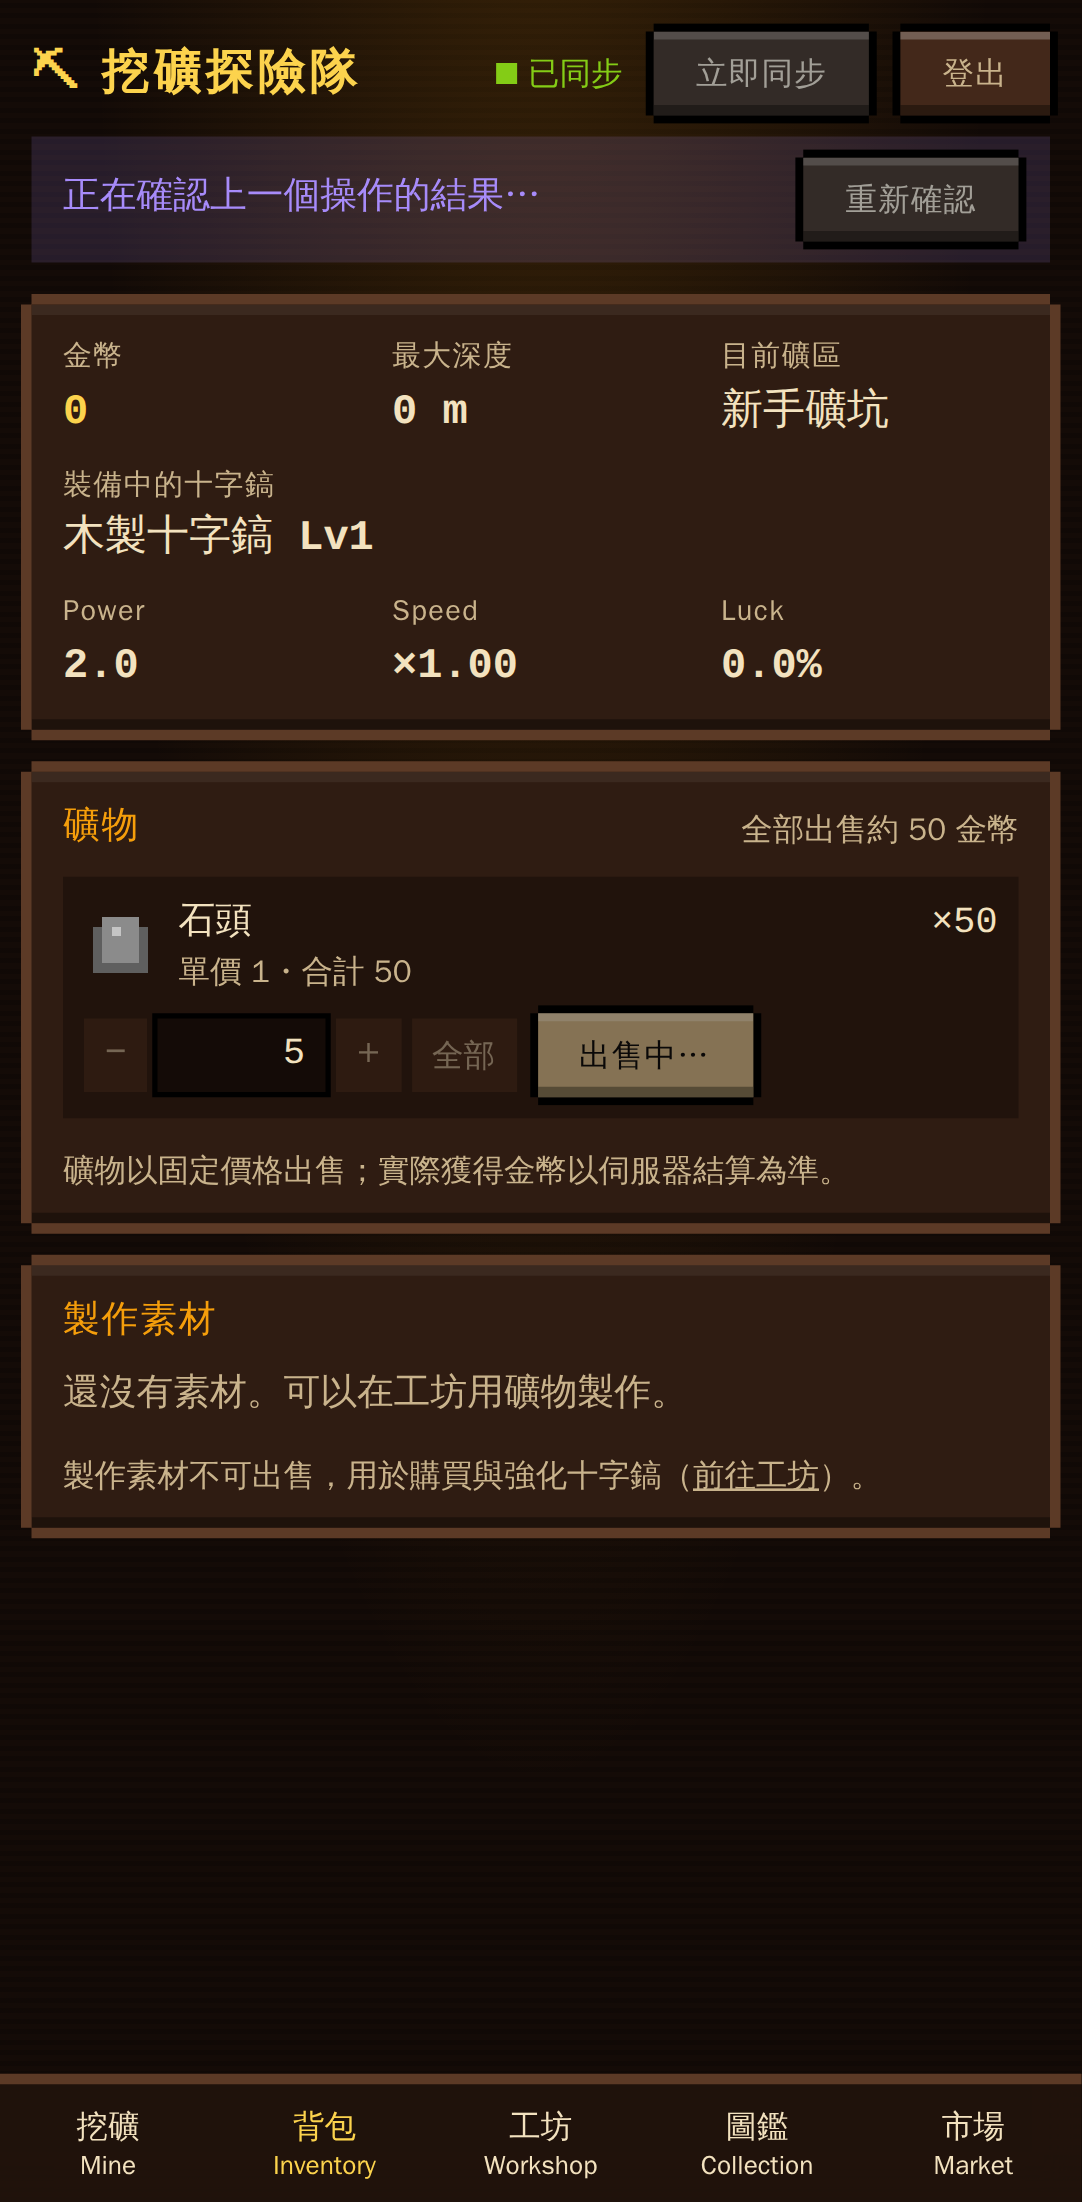 挖礦探險隊
已同步
立即同步
登出
正在確認上一個操作的結果⋯
重新確認
金幣
最大深度
目前礦區
0
0 m
新手礦坑
裝備中的十字鎬
木製十字鎬 Lv1
Power
Speed
Luck
2.0
×1.00
0.0%
礦物
全部出售約 50 金幣
石頭
×50
單價 1 · 合計 50
−
5
+
全部
出售中⋯
礦物以固定價格出售；實際獲得金幣以伺服器結算為準。
製作素材
還沒有素材。可以在工坊用礦物製作。
製作素材不可出售，用於購買與強化十字鎬（前往工坊）。
挖礦
背包
工坊
圖鑑
市場
Mine
Inventory
Workshop
Collection
Market